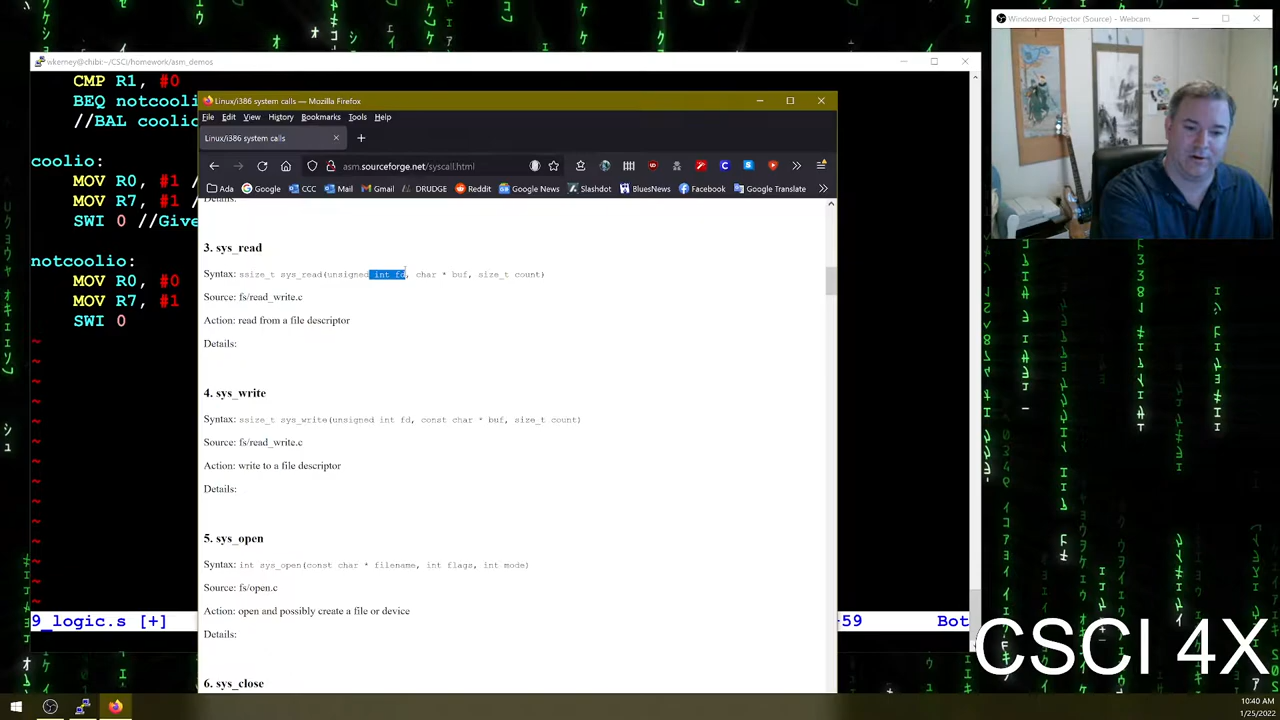 Windowed Projector (Source) - Webcam
wkerney@chibi: ~/CSCI/homework/asm_demos
CMP R1, #0
BEQ notcooli
//BAL coolic
coolio:
MOV R0, #1 /
MOV R7, #1 /
SWI 0 //Give
notcoolio:
MOV R0, #0
MOV R7, #1
SWI 0
~
~
~
~
~
~
~
~
~
~
~
~
~
~
9_logic.s [+]
-59
Bot
Linux/i386 system calls — Mozilla Firefox
File Edit View History Bookmarks Tools Help
Linux/i386 system calls
asm.sourceforge.net/syscall.html
Ada Google CCC Mail Gmail DRUDGE Reddit Google News Slashdot BluesNews Facebook Google Translate
Details:
3. sys_read
Syntax: ssize_t sys_read(unsigned int fd, char * buf, size_t count)
Source: fs/read_write.c
Action: read from a file descriptor
Details:
4. sys_write
Syntax: ssize_t sys_write(unsigned int fd, const char * buf, size_t count)
Source: fs/read_write.c
Action: write to a file descriptor
Details:
5. sys_open
Syntax: int sys_open(const char * filename, int flags, int mode)
Source: fs/open.c
Action: open and possibly create a file or device
Details:
6. sys_close
CSCI 4X
10:40 AM
1/25/2022